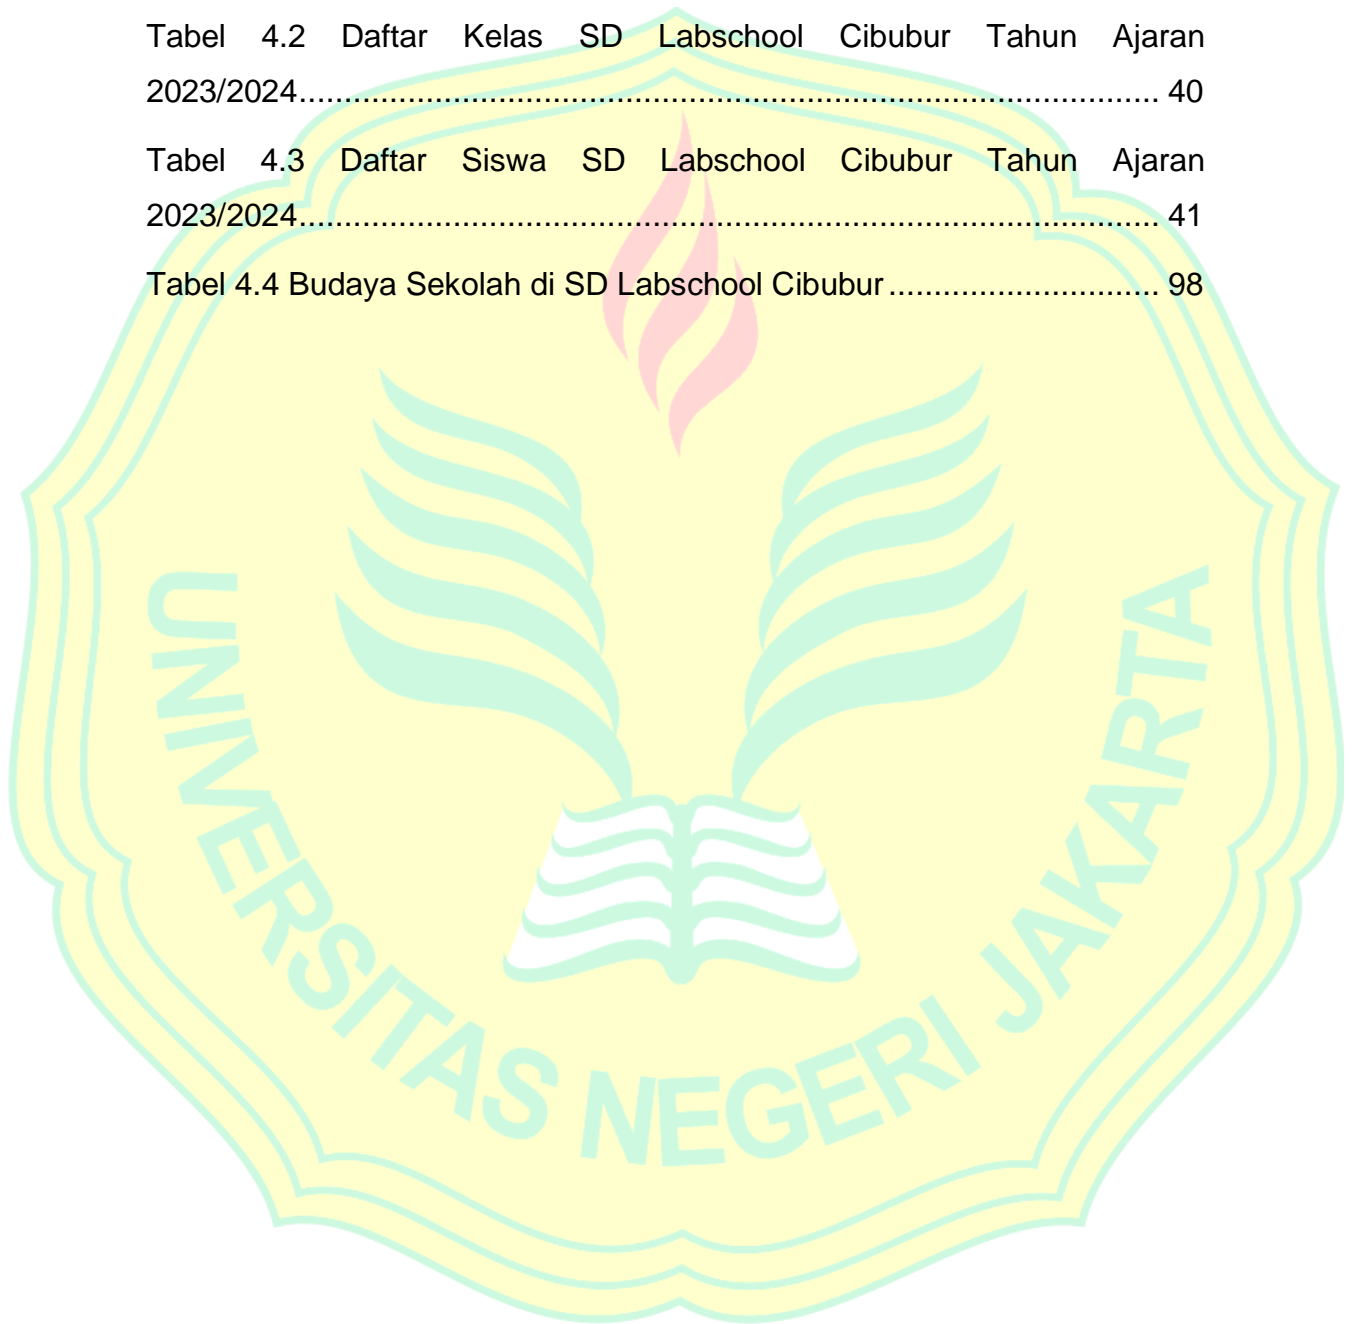 Tabel 4.2 Daftar Kelas SD Labschool Cibubur Tahun Ajaran
2023/2024................................................................................................ 40
Tabel 4.3 Daftar Siswa SD Labschool Cibubur Tahun Ajaran
2023/2024................................................................................................ 41
Tabel 4.4 Budaya Sekolah di SD Labschool Cibubur.............................. 98
UNIVERSITAS NEGERI JAKARTA